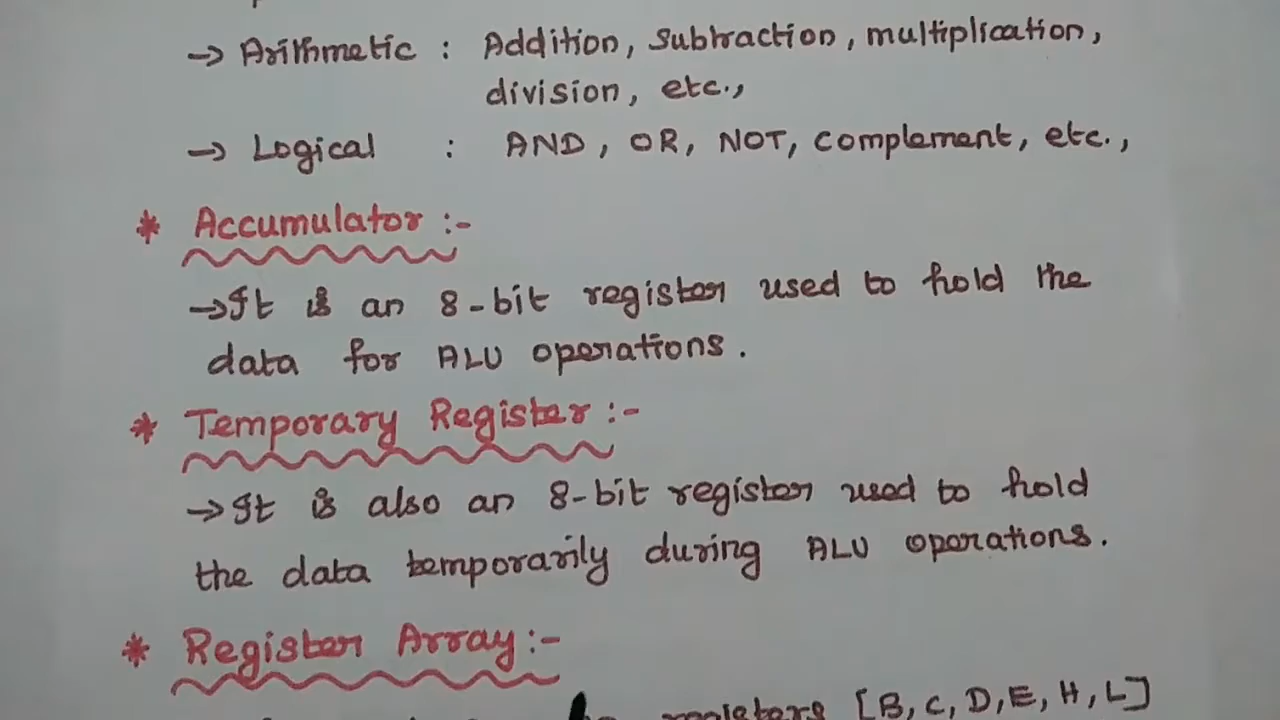 → Arithmetic : Addition, Subtraction, multiplication,
division, etc.,
→ Logical : AND, OR, NOT, complement, etc.,
* Accumulator :-
→ It is an 8-bit register used to hold the
data for ALU operations.
* Temporary Register :-
→ It is also an 8-bit register used to hold
the data temporarily during ALU operations.
* Register Array :-
registers [B, C, D, E, H, L]